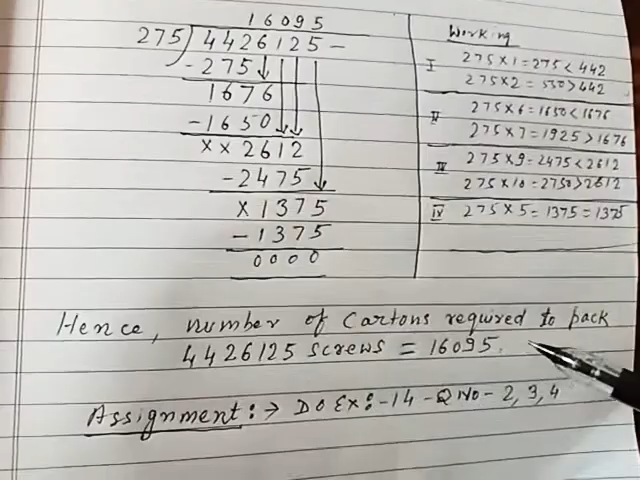 16095
275)4426125
-275
1676
-1650
××2612
-2475
×1375
-1375
0000
Working
I 275×1=275<442
275×2=550>442
II 275×6=1650<1676
275×7=1925>1676
275×9=2475<2612
275×10=2750>2612
IV 275×5=1375=1375
Hence, number of Cartons required to pack
4426125 screws = 16095.
Assignment:→ Do Ex:-14-Q No-2,3,4